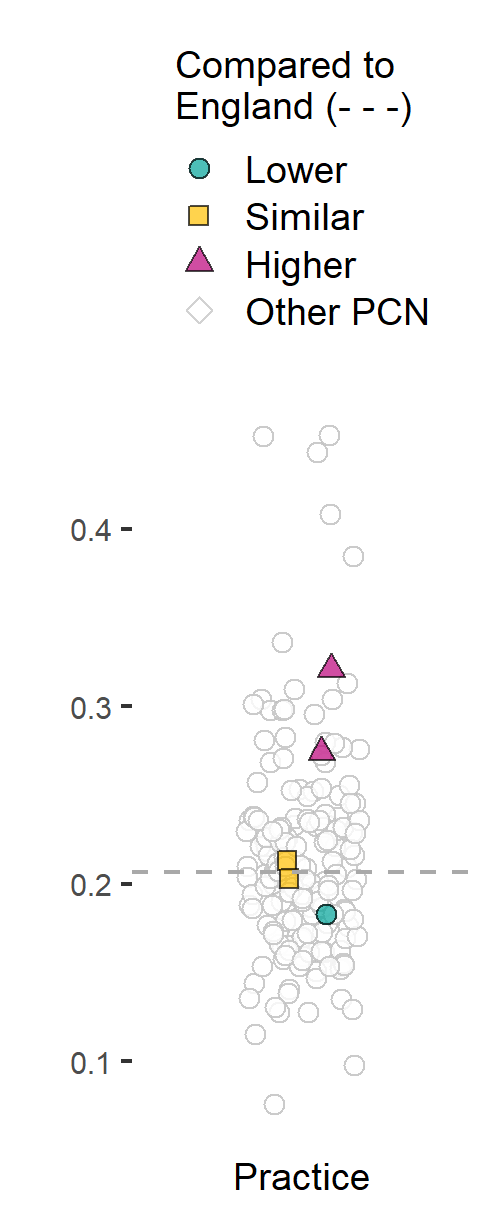 Compared to
England (- - -)
Lower
Similar
Higher
Other PCN
0.4
0.3
0.2
0.1
Practice